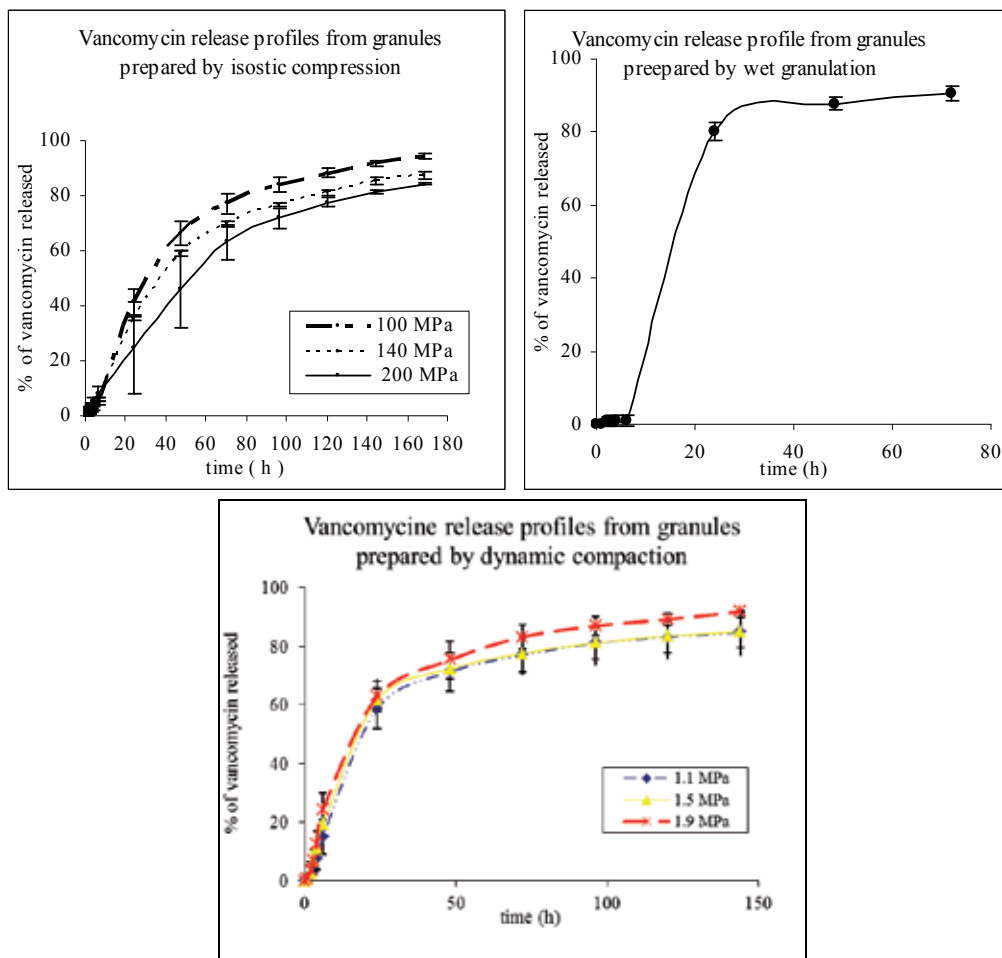 Vancomycin release profiles from granules
prepared by isostic compression
% of vancomycin released
100
80
60
40
20
0
0 20 40 60 80 100 120 140 160 180
time ( h )
100 MPa
140 MPa
200 MPa
Vancomycin release profile from granules
preepared by wet granulation
% of vancomycin released
100
80
60
40
20
0
0 20 40 60 80
time (h)
Vancomycine release profiles from granules
prepared by dynamic compaction
% of vancomycin released
100
80
60
40
20
0
0 50 100 150
time (h)
1.1 MPa
1.5 MPa
1.9 MPa